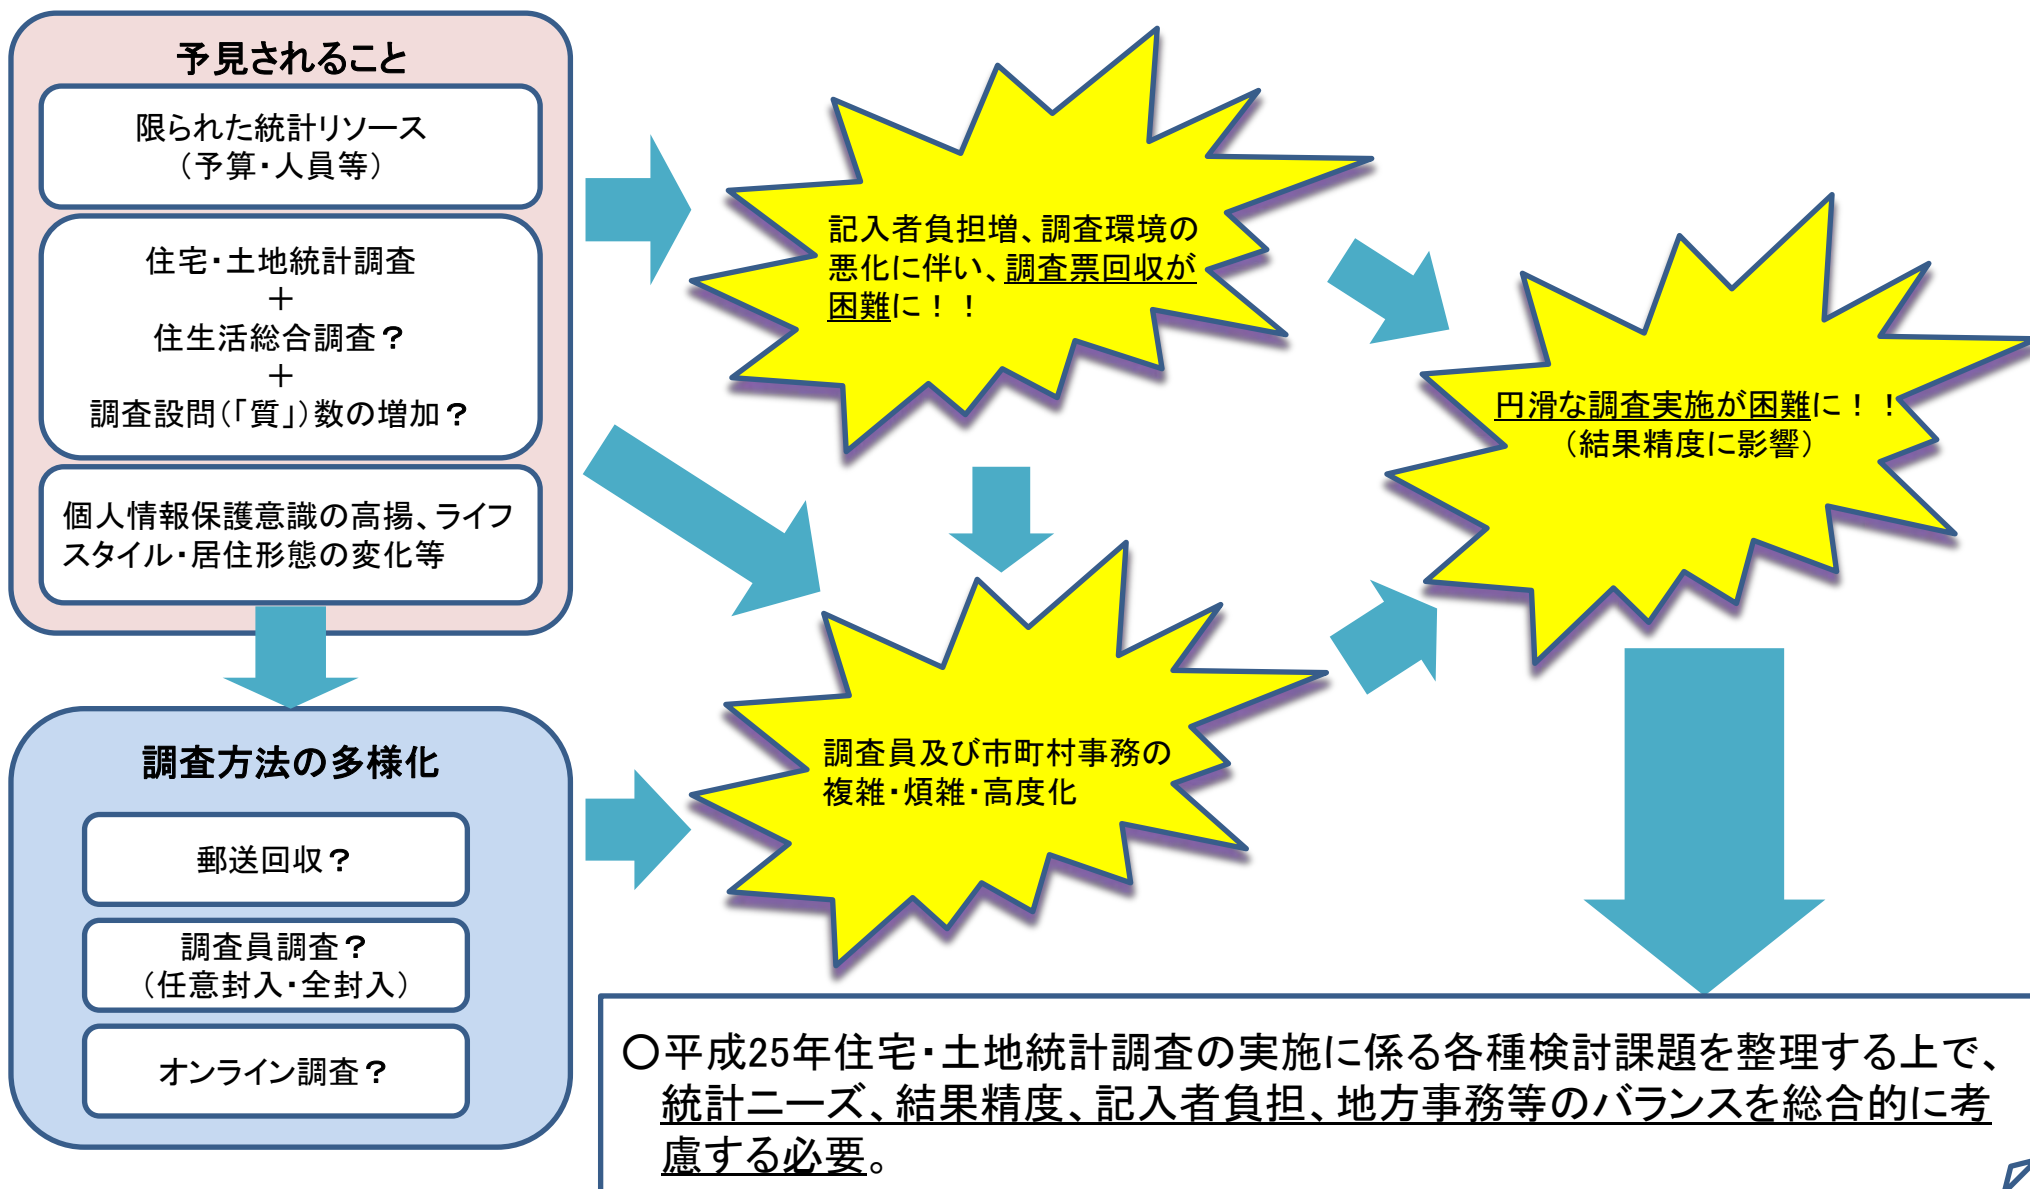 予見されること
限られた統計リソース
（予算・人員等）
住宅・土地統計調査
＋
住生活総合調査？
＋
調査設問（「質」）数の増加？
個人情報保護意識の高揚、ライフ
スタイル・居住形態の変化等
調査方法の多様化
郵送回収？
調査員調査？
（任意封入・全封入）
オンライン調査？
記入者負担増、調査環境の
悪化に伴い、調査票回収が
困難に！！
調査員及び市町村事務の
複雑・煩雑・高度化
円滑な調査実施が困難に！！
（結果精度に影響）
○平成25年住宅・土地統計調査の実施に係る各種検討課題を整理する上で、
統計ニーズ、結果精度、記入者負担、地方事務等のバランスを総合的に考
慮する必要。